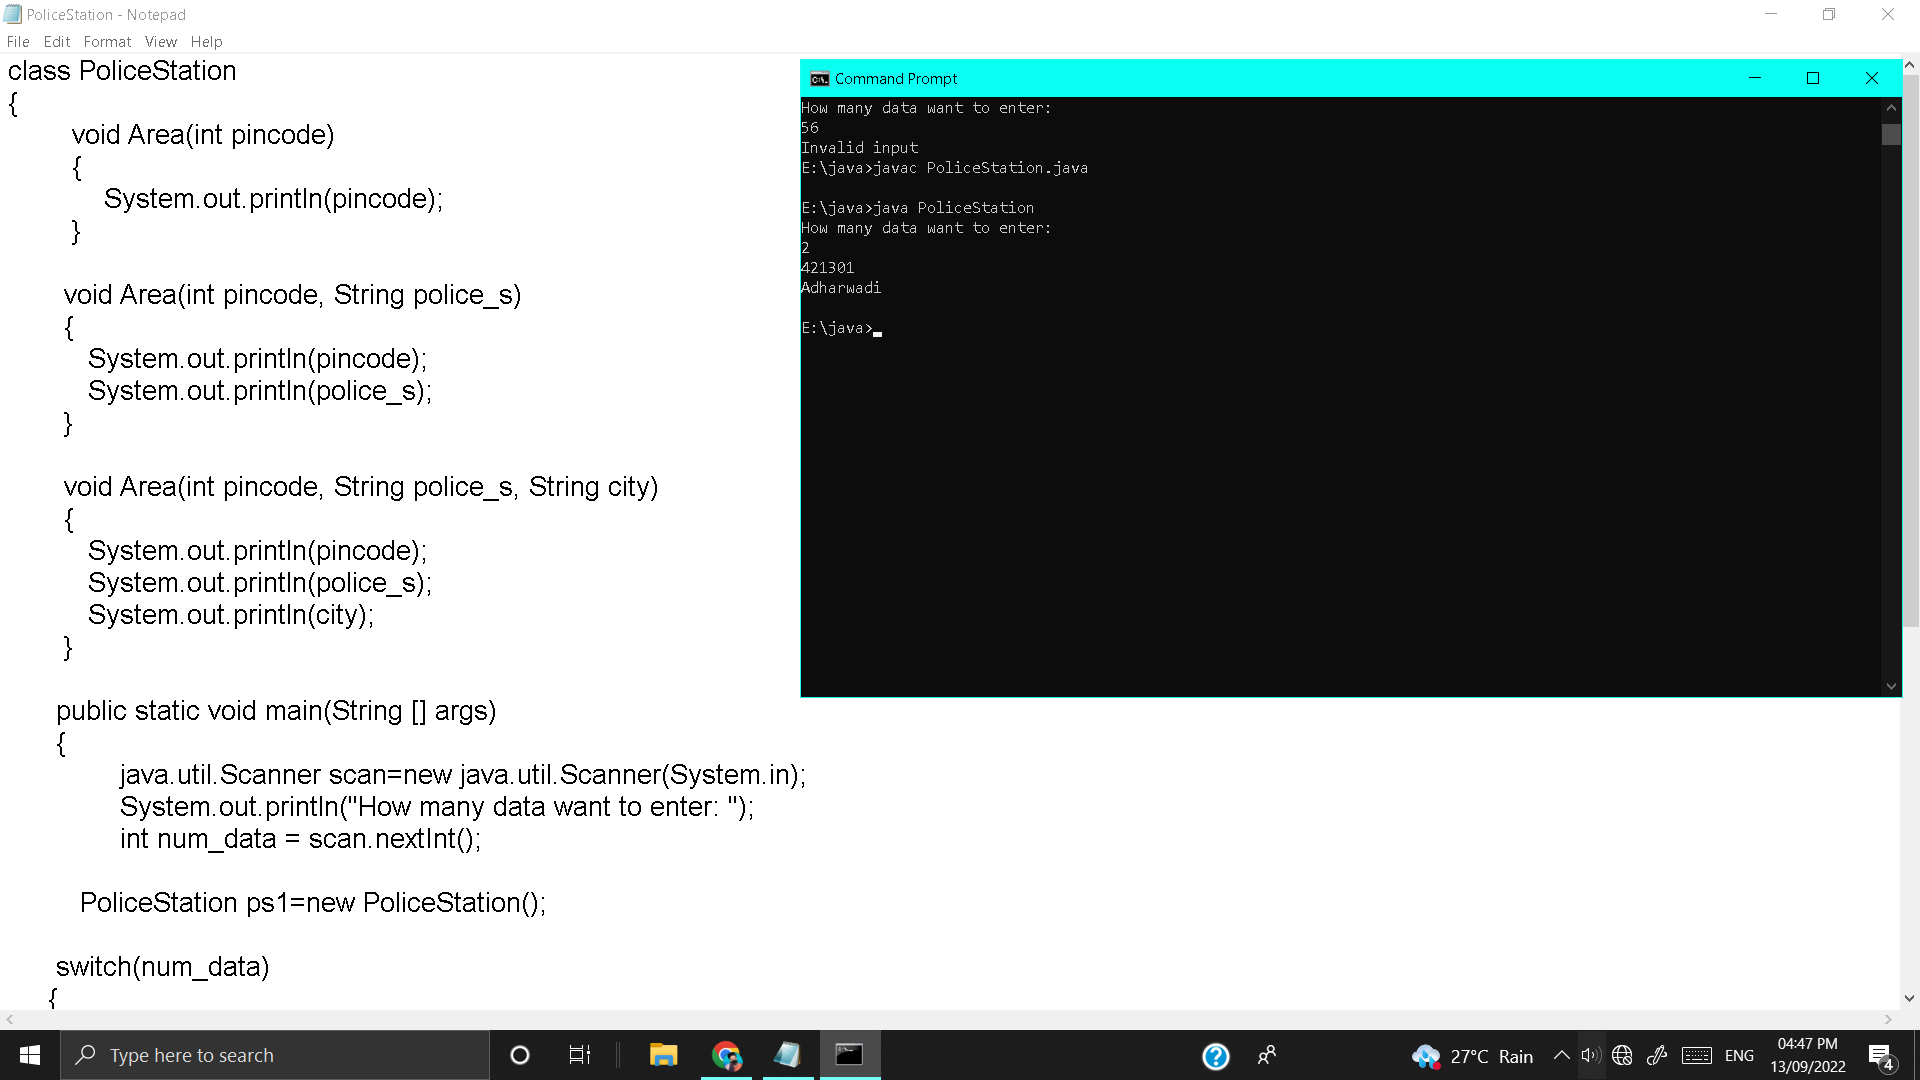 PoliceStation - Notepad
File Edit Format View Help
class PoliceStation
{
void Area(int pincode)
{
System.out.println(pincode);
}
void Area(int pincode, String police_s)
{
System.out.println(pincode);
System.out.println(police_s);
}
void Area(int pincode, String police_s, String city)
{
System.out.println(pincode);
System.out.println(police_s);
System.out.println(city);
}
public static void main(String [] args)
{
java.util.Scanner scan=new java.util.Scanner(System.in);
System.out.println("How many data want to enter: ");
int num_data = scan.nextInt();
PoliceStation ps1=new PoliceStation();
switch(num_data)
{
Command Prompt
How many data want to enter:
56
Invalid input
E:\java>javac PoliceStation.java
E:\java>java PoliceStation
How many data want to enter:
2
421301
Adharwadi
E:\java>
Type here to search
27°C Rain
ENG
04:47 PM
13/09/2022
4